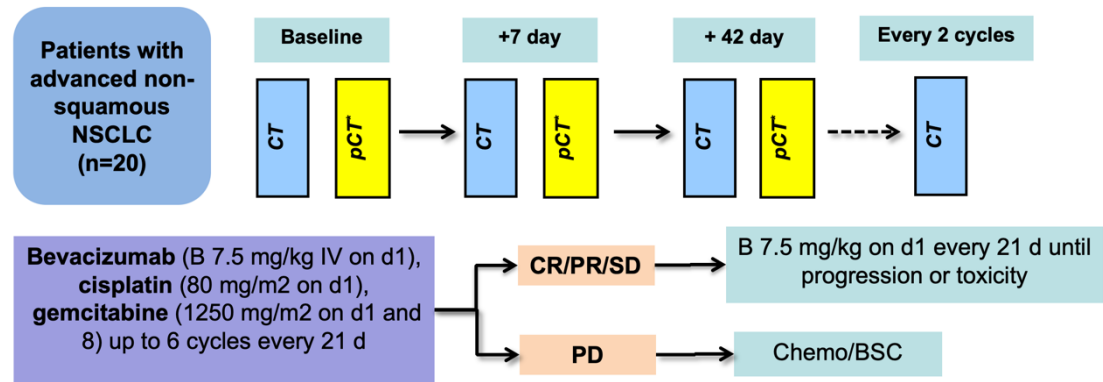 Patients with
advanced non-
squamous
NSCLC
(n=20)
Baseline
+7 day
+ 42 day
Every 2 cycles
CT
pCT*
CT
pCT*
CT
pCT*
CT
Bevacizumab (B 7.5 mg/kg IV on d1),
cisplatin (80 mg/m2 on d1),
gemcitabine (1250 mg/m2 on d1 and
8) up to 6 cycles every 21 d
CR/PR/SD
B 7.5 mg/kg on d1 every 21 d until
progression or toxicity
PD
Chemo/BSC